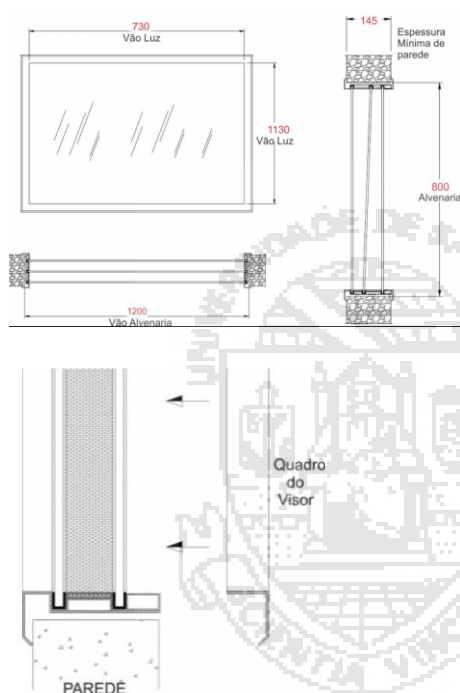 730
Vão Luz
1130
Vão Luz
1200
Vão Alvenaria
145
Espessura
Mínima de
parede
800
Alvenaria
Quadro
do
Visor
PAREDE